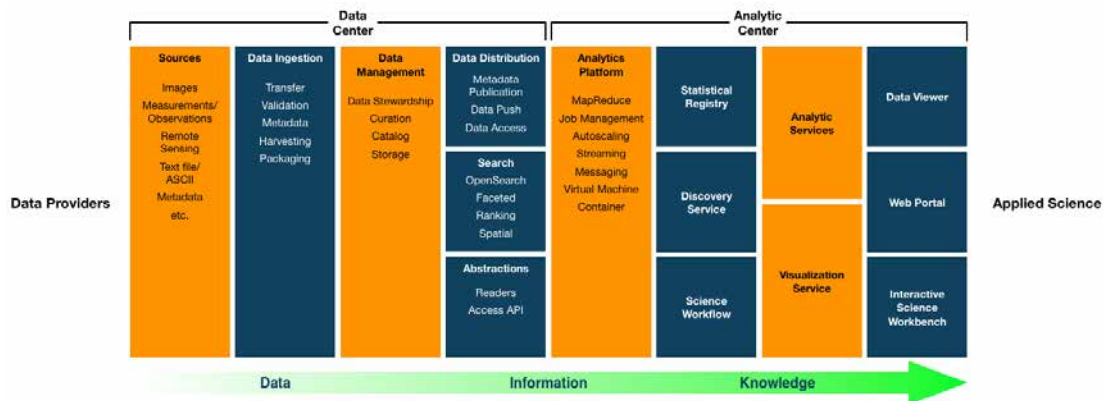 Data
Center
Analytic
Center
Data Providers
Sources
Images
Measurements/
Observations
Remote
Sensing
Text file/
ASCII
Metadata
etc.
Data Ingestion
Transfer
Validation
Metadata
Harvesting
Packaging
Data
Management
Data Stewardship
Curation
Catalog
Storage
Data Distribution
Metadata
Publication
Data Push
Data Access
Search
OpenSearch
Faceted
Ranking
Spatial
Abstractions
Readers
Access API
Analytics
Platform
MapReduce
Job Management
Autoscaling
Streaming
Messaging
Virtual Machine
Container
Statistical
Registry
Discovery
Service
Science
Workflow
Analytic
Services
Visualization
Service
Data Viewer
Web Portal
Interactive
Science
Workbench
Applied Science
Data
Information
Knowledge